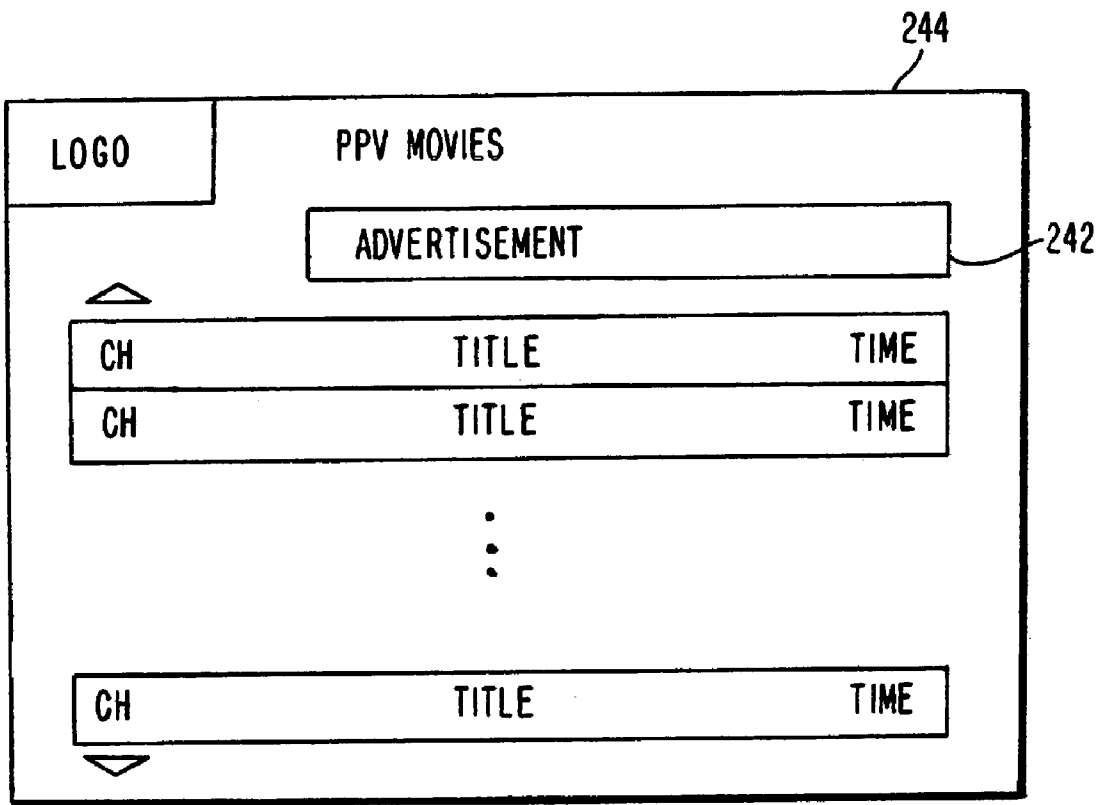 244
LOGO PPV MOVIES
ADVERTISEMENT
242
CH TITLE TIME
CH TITLE TIME
CH TITLE TIME